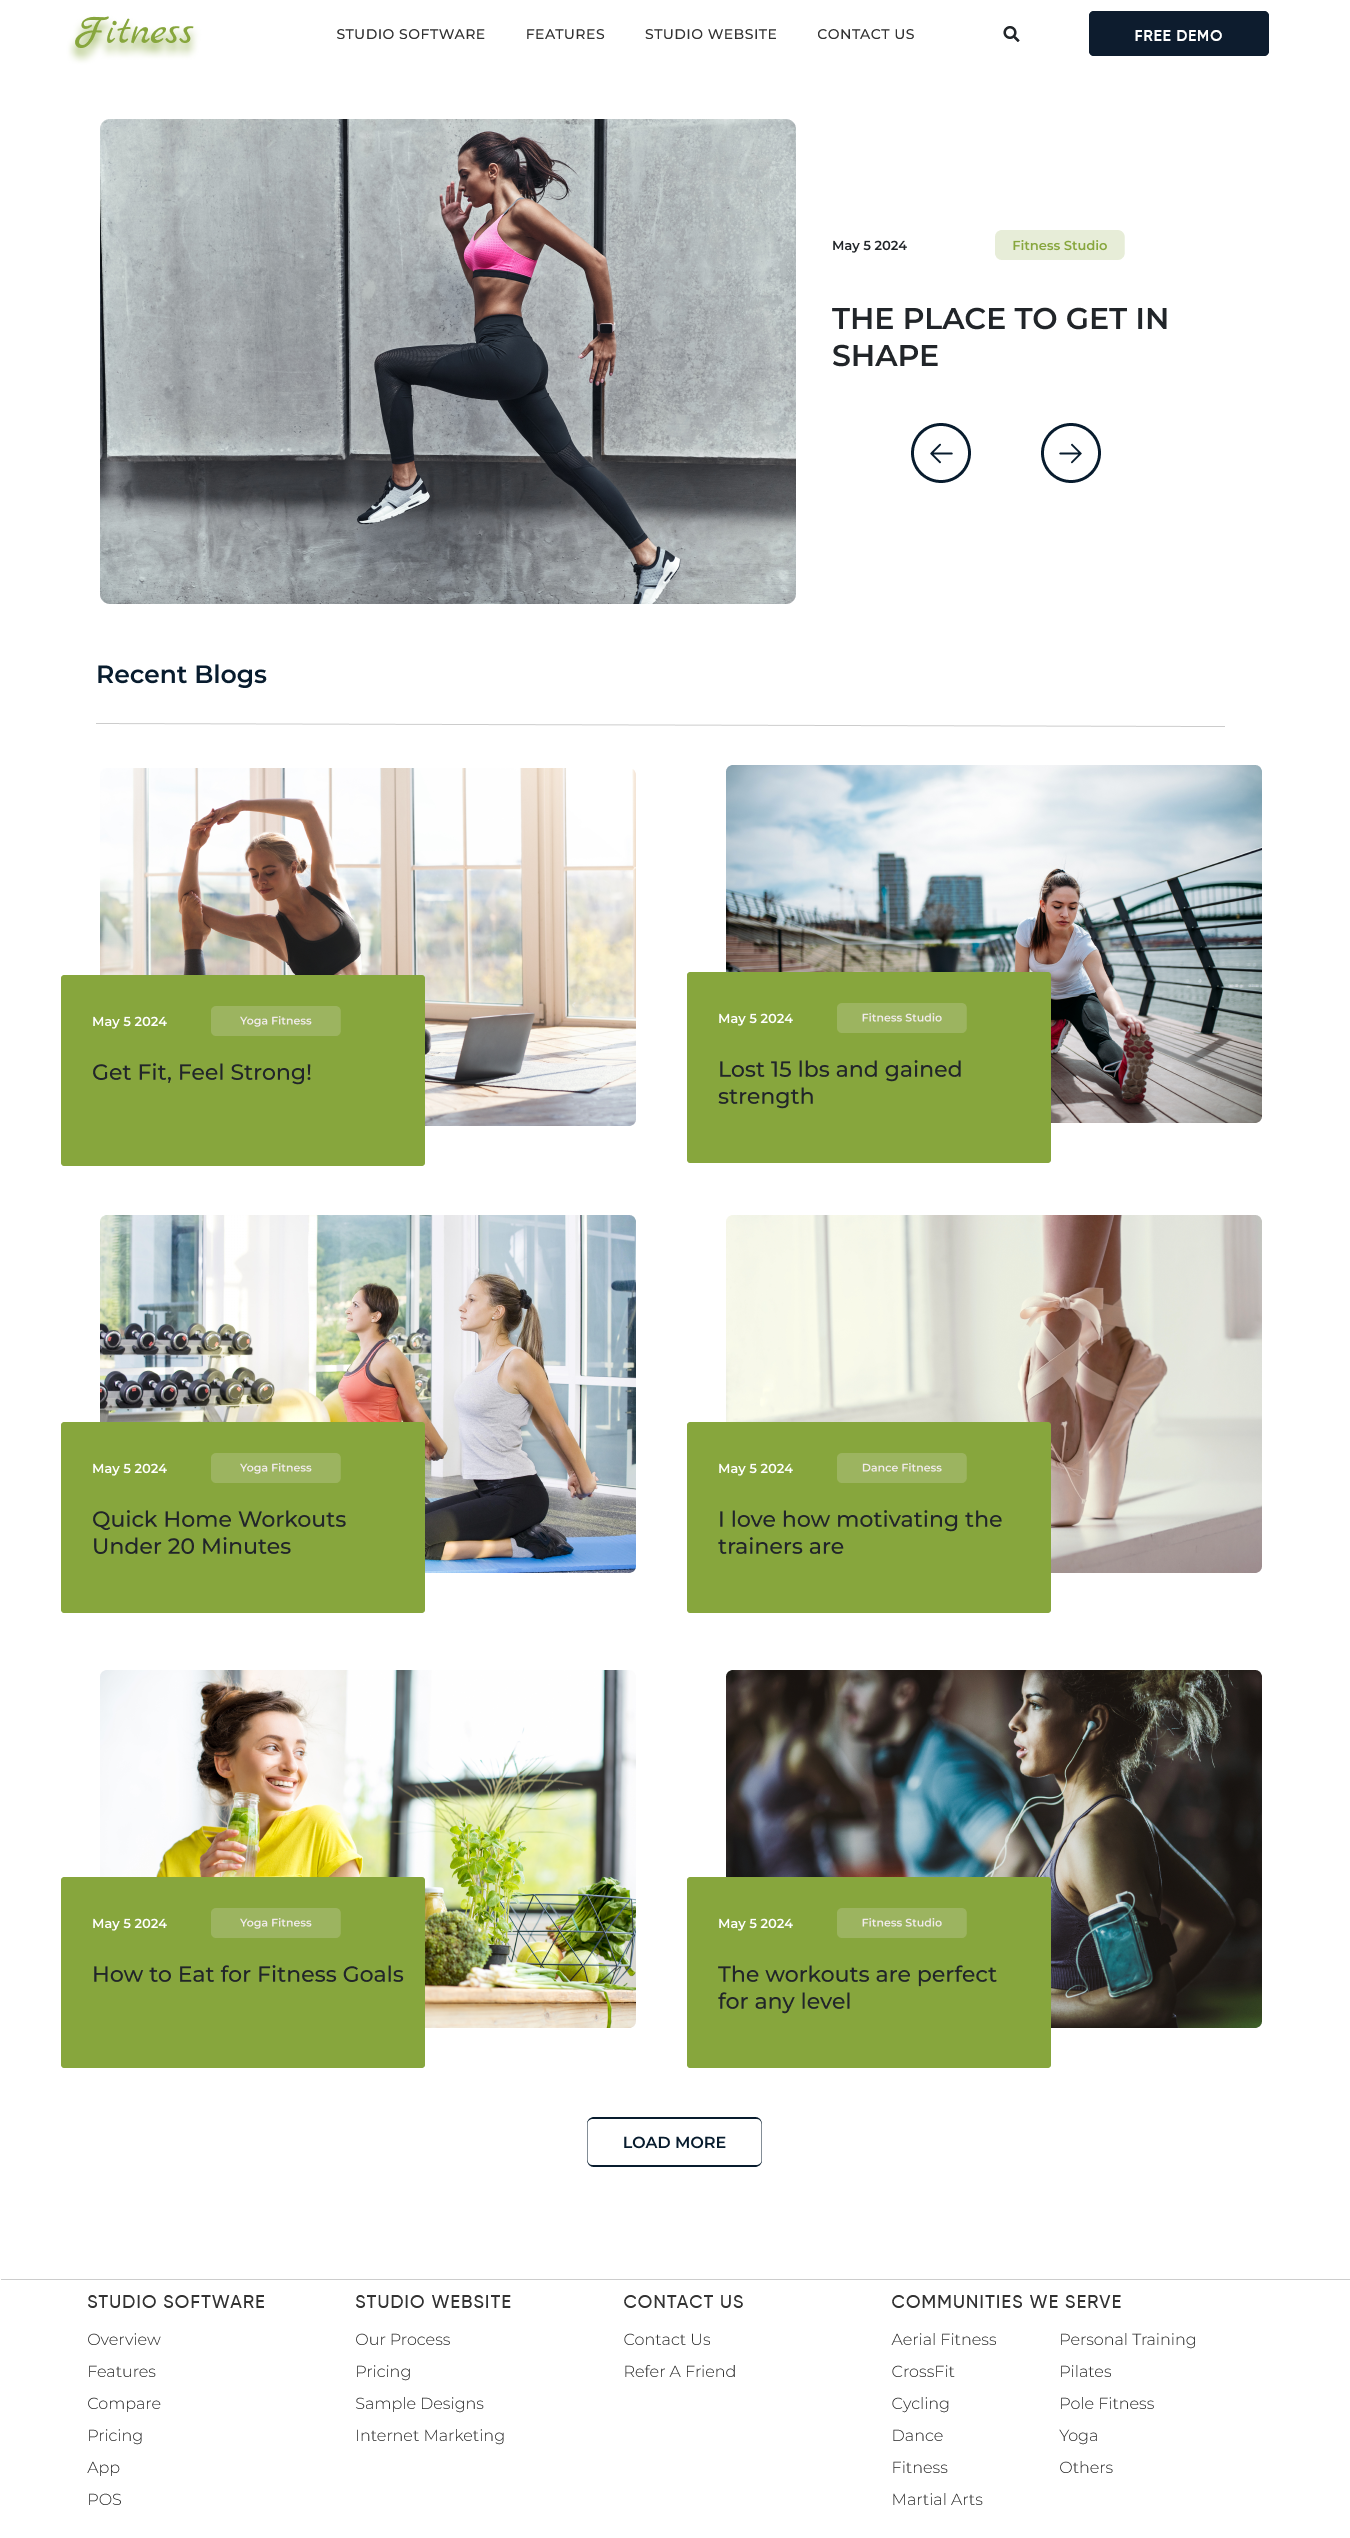 Fitness
STUDIO SOFTWARE
FEATURES
STUDIO WEBSITE
CONTACT US
FREE DEMO
May 5 2024
Fitness Studio
THE PLACE TO GET IN
SHAPE
Recent Blogs
May 5 2024
Yoga Fitness
Get Fit, Feel Strong!
May 5 2024
Fitness Studio
Lost 15 lbs and gained
strength
May 5 2024
Yoga Fitness
Quick Home Workouts
Under 20 Minutes
May 5 2024
Dance Fitness
I love how motivating the
trainers are
May 5 2024
Yoga Fitness
How to Eat for Fitness Goals
May 5 2024
Fitness Studio
The workouts are perfect
for any level
LOAD MORE
STUDIO SOFTWARE
Overview
Features
Compare
Pricing
App
POS
STUDIO WEBSITE
Our Process
Pricing
Sample Designs
Internet Marketing
CONTACT US
Contact Us
Refer A Friend
COMMUNITIES WE SERVE
Aerial Fitness
CrossFit
Cycling
Dance
Fitness
Martial Arts
Personal Training
Pilates
Pole Fitness
Yoga
Others